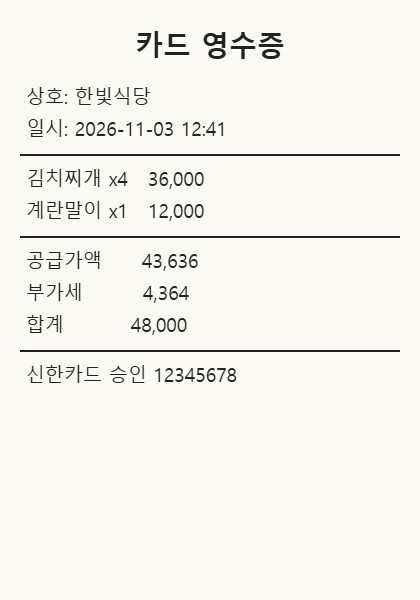 카드 영수증
상호: 한빛식당
일시: 2026-11-03 12:41
김치찌개 x4 36,000
계란말이 x1 12,000
공급가액 43,636
부가세 4,364
합계 48,000
신한카드 승인 12345678